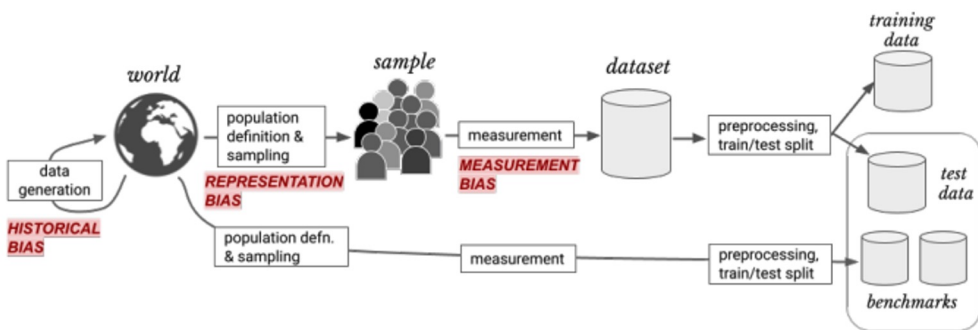 training
data
sample
world
dataset
population
definition &
sampling
measurement
preprocessing,
train/test split
data
generation
REPRESENTATION
BIAS
MEASUREMENT
BIAS
test
data
HISTORICAL
BIAS
population defn.
& sampling
measurement
preprocessing,
train/test split
benchmarks